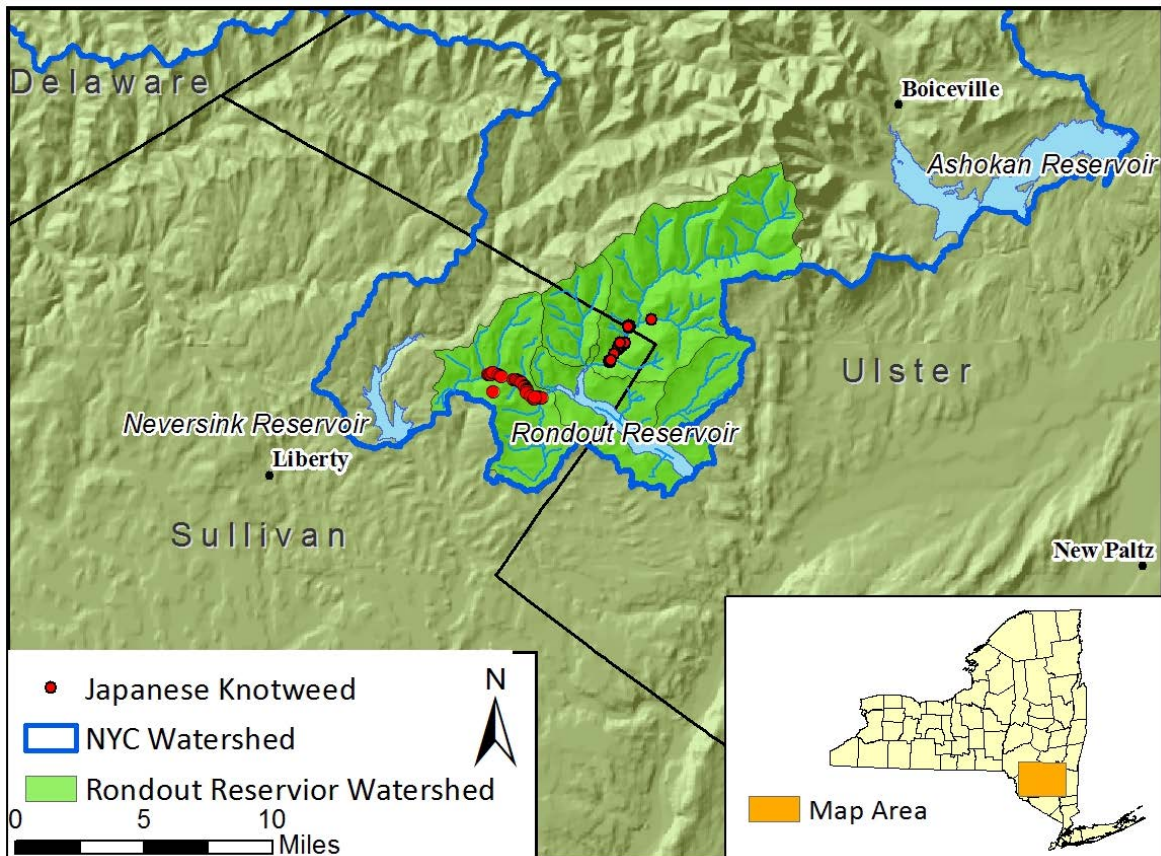 Delaware
Boiceville
Ashokan Reservoir
Ulster
Neversink Reservoir
Rondout Reservoir
Liberty
Sullivan
New Paltz
Japanese Knotweed
NYC Watershed
Rondout Reservior Watershed
N
0 5 10
Miles
Map Area